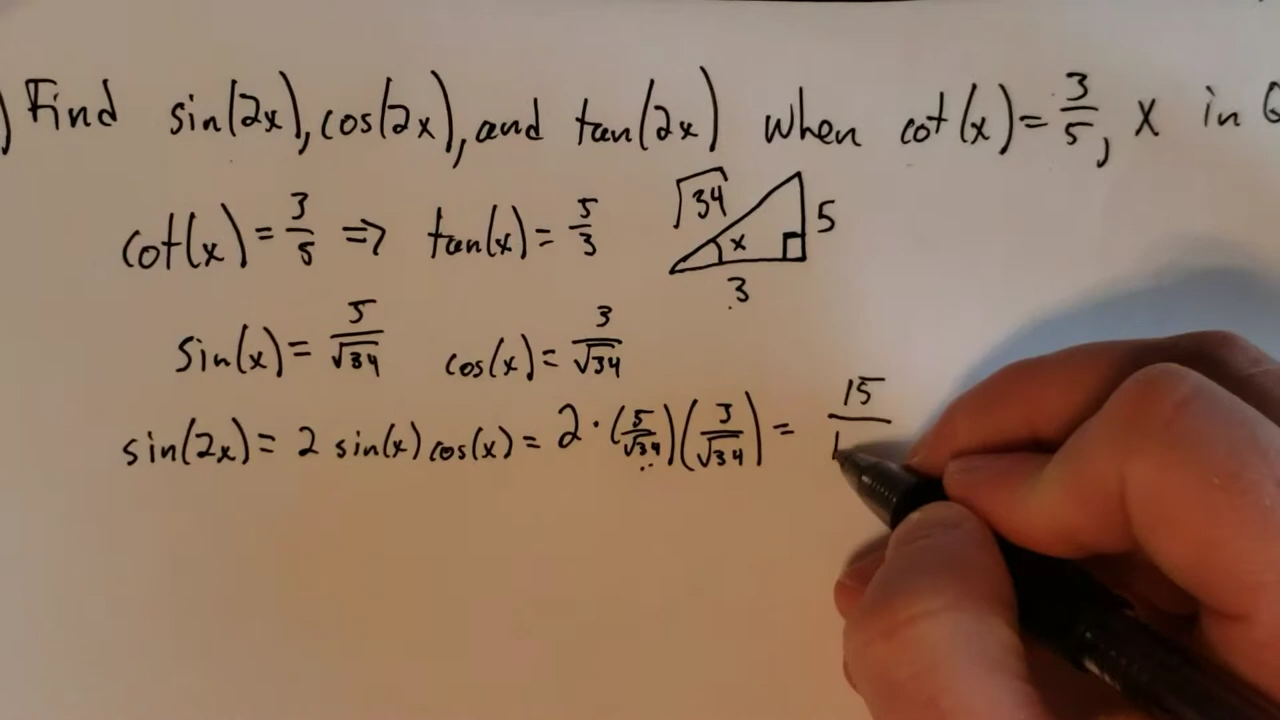 ) Find sin(2x), cos(2x), and tan(2x) when cot(x) = 3/5, x in Q
cot(x) = 3/5 ⇒ tan(x) = 5/3
√34
x
5
3
sin(x) = 5/√34 cos(x) = 3/√34
sin(2x) = 2 sin(x) cos(x) = 2 · (5/√34)(3/√34) = 15/1